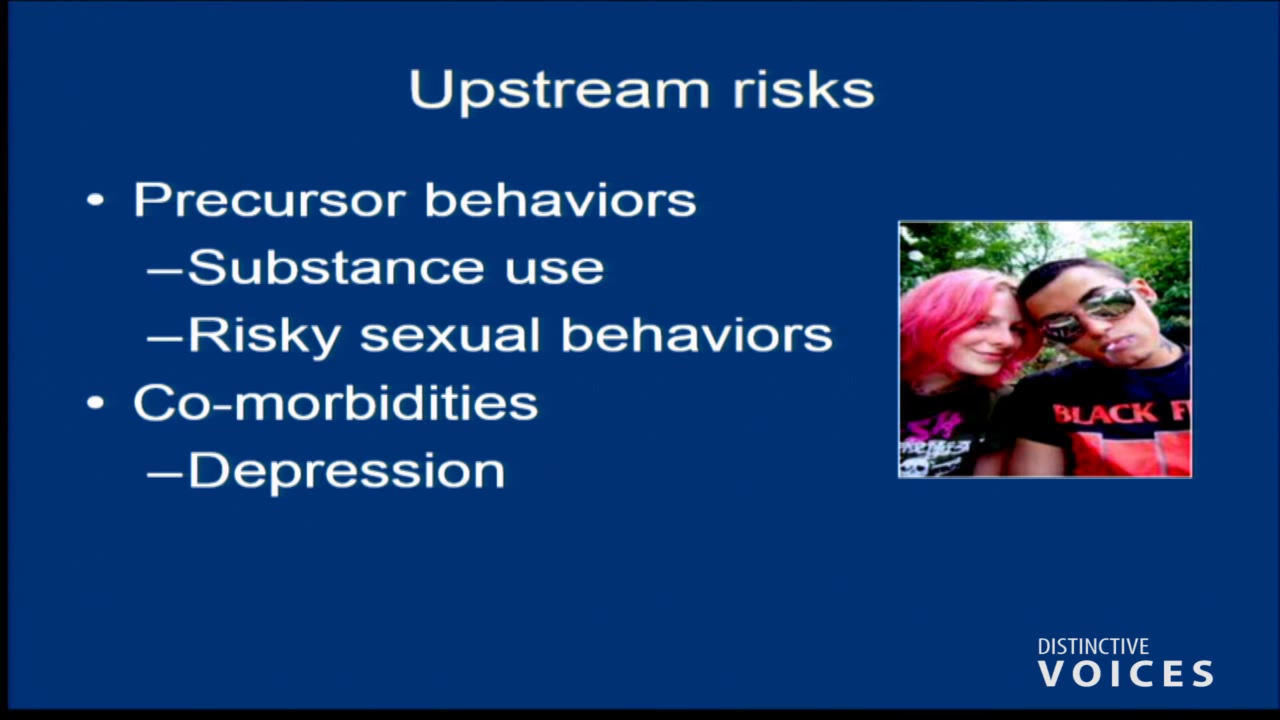 Upstream risks
• Precursor behaviors
–Substance use
–Risky sexual behaviors
• Co-morbidities
–Depression
BLACK
DISTINCTIVE
VOICES